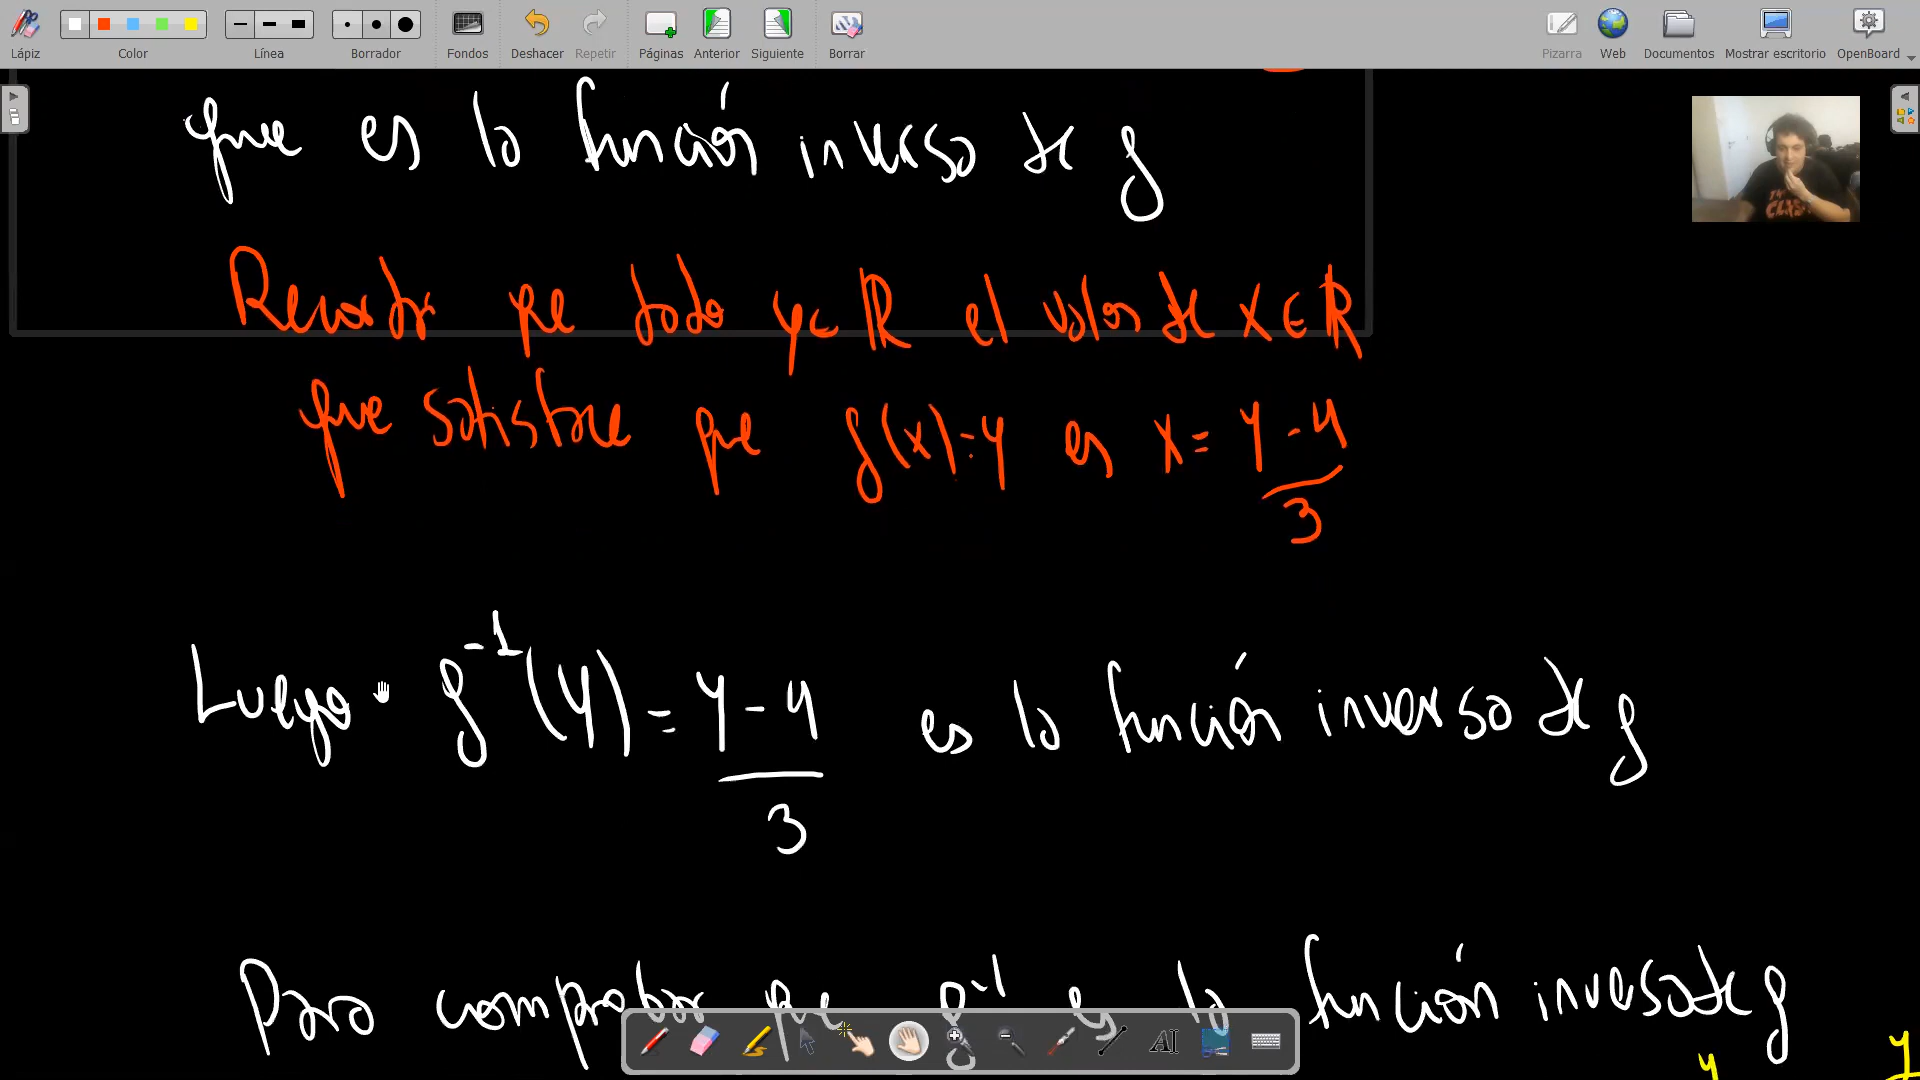 Lápiz Color Línea Borrador Fondos Deshacer Repetir Páginas Anterior Siguiente Borrar Pizarra Web Documentos Mostrar escritorio OpenBoard
que es la función inversa de f
Recordar que todo y ∈ ℝ el valor de x ∈ ℝ
que satisface que f(x) = y es x = \frac{y - 4}{3}
Luego f^{-1}(y) = \frac{y - 4}{3} es la función inversa de f
Para comprobar que f^{-1} es la función inversa de f